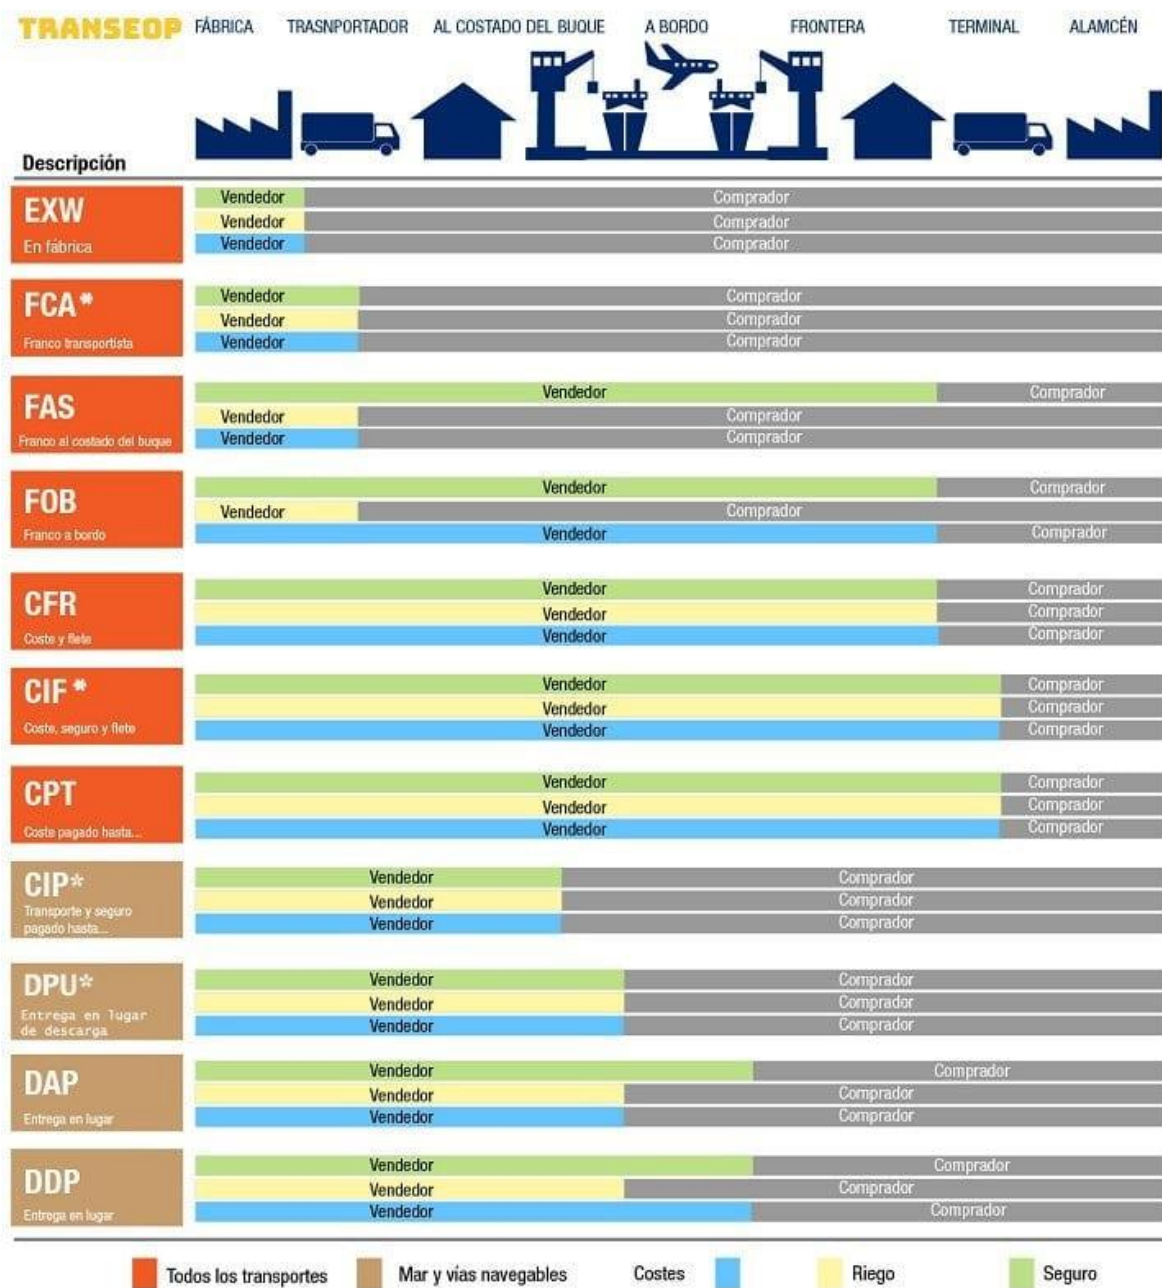 TRANSEOP
FÁBRICA TRASNPORTADOR AL COSTADO DEL BUQUE A BORDO FRONTERA TERMINAL ALAMCÉN
Descripción
EXW
En fábrica
Vendedor Comprador
Vendedor Comprador
Vendedor Comprador
FCA*
Franco transportista
Vendedor Comprador
Vendedor Comprador
Vendedor Comprador
FAS
Franco al costado del buque
Vendedor Comprador
Vendedor Comprador
Vendedor Comprador
FOB
Franco a bordo
Vendedor Comprador
Vendedor Comprador
Vendedor Comprador
CFR
Coste y flete
Vendedor Comprador
Vendedor Comprador
Vendedor Comprador
CIF *
Coste, seguro y flete
Vendedor Comprador
Vendedor Comprador
Vendedor Comprador
CPT
Coste pagado hasta...
Vendedor Comprador
Vendedor Comprador
Vendedor Comprador
CIP*
Transporte y seguro
pagado hasta...
Vendedor Comprador
Vendedor Comprador
Vendedor Comprador
DPU*
Entrega en lugar
de descarga
Vendedor Comprador
Vendedor Comprador
Vendedor Comprador
DAP
Entrega en lugar
Vendedor Comprador
Vendedor Comprador
Vendedor Comprador
DDP
Entrega en lugar
Vendedor Comprador
Vendedor Comprador
Vendedor Comprador
Todos los transportes Mar y vías navegables Costes Riego Seguro